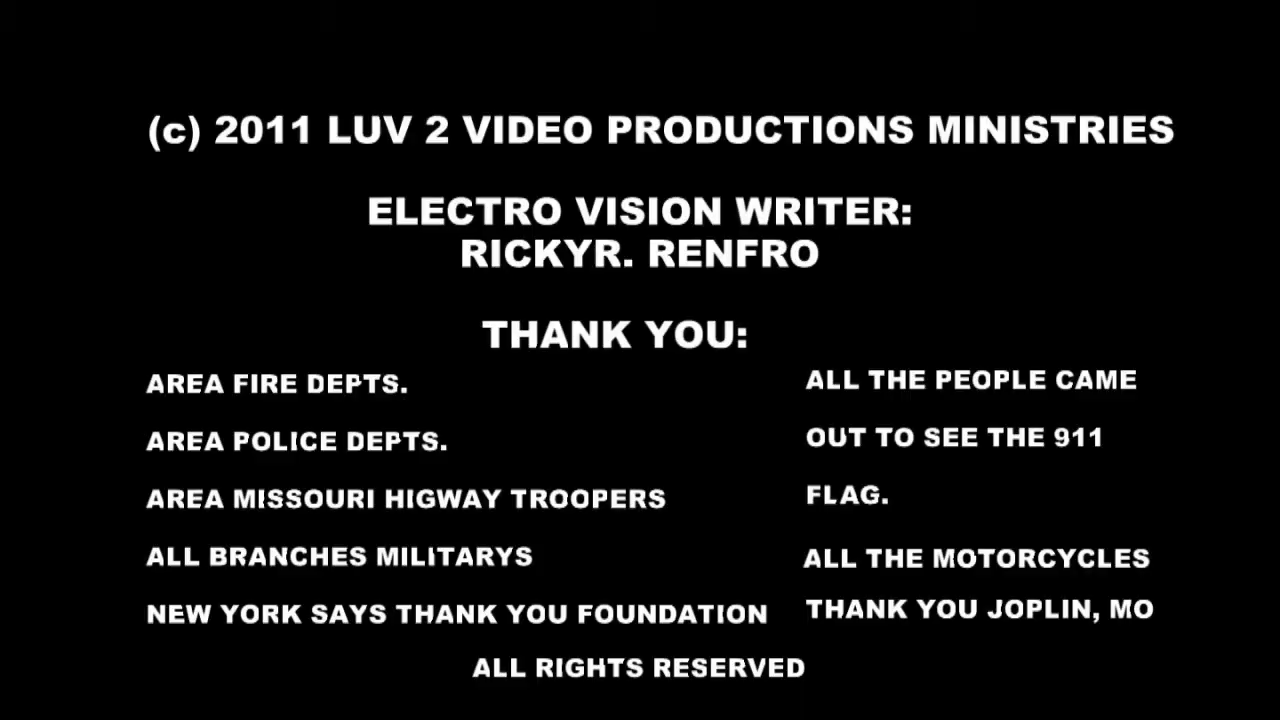 (c) 2011 LUV 2 VIDEO PRODUCTIONS MINISTRIES
ELECTRO VISION WRITER:
RICKYR. RENFRO
THANK YOU:
AREA FIRE DEPTS.
AREA POLICE DEPTS.
AREA MISSOURI HIGWAY TROOPERS
ALL BRANCHES MILITARYS
NEW YORK SAYS THANK YOU FOUNDATION
ALL THE PEOPLE CAME
OUT TO SEE THE 911
FLAG.
ALL THE MOTORCYCLES
THANK YOU JOPLIN, MO
ALL RIGHTS RESERVED